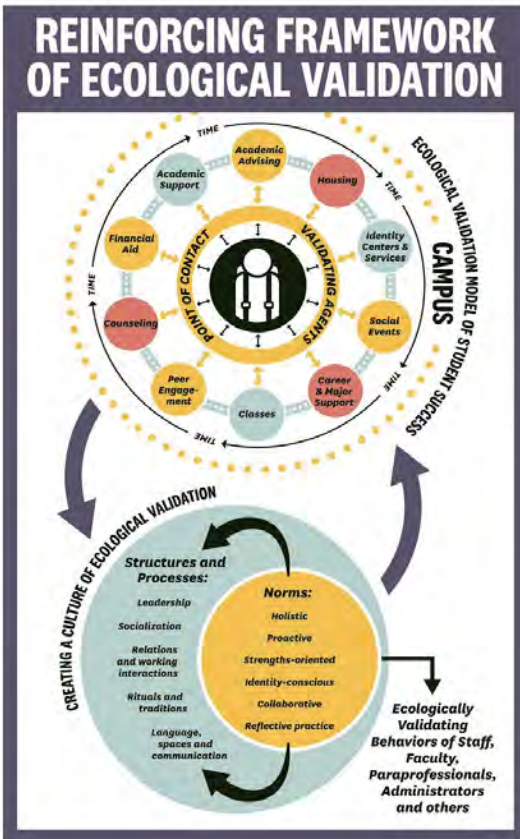 REINFORCING FRAMEWORK
OF ECOLOGICAL VALIDATION
ECOLOGICAL VALIDATION MODEL OF STUDENT SUCCESS
CAMPUS
TIME
TIME
TIME
TIME
TIME
TIME
Academic
Advising
Housing
Identity
Centers &
Services
Social
Events
Career
& Major
Support
Classes
Peer
Engage-
ment
Counseling
Financial
Aid
Academic
Support
POINT OF CONTACT
VALIDATING AGENTS
CREATING A CULTURE OF ECOLOGICAL VALIDATION
Structures and
Processes:
Leadership
Socialization
Relations
and working
interactions
Rituals and
traditions
Language,
spaces and
communication
Norms:
Holistic
Proactive
Strengths-oriented
Identity-conscious
Collaborative
Reflective practice
Ecologically
Validating
Behaviors of Staff,
Faculty,
Paraprofessionals,
Administrators
and others